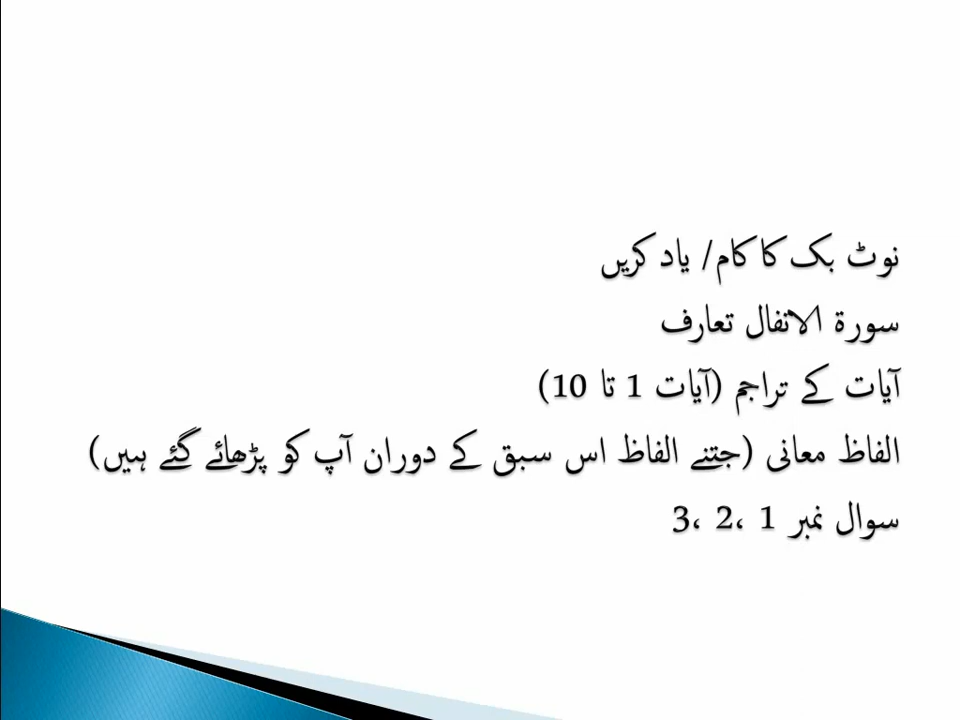 نوٹ بک کا کام/ یاد کریں
سورۃ الانفال تعارف
آیات کے تراجم (آیات 1 تا 10)
الفاظ معانی (جتنے الفاظ اس سبق کے دوران آپ کو پڑھائے گئے ہیں)
سوال نمبر 1 ،2 ،3